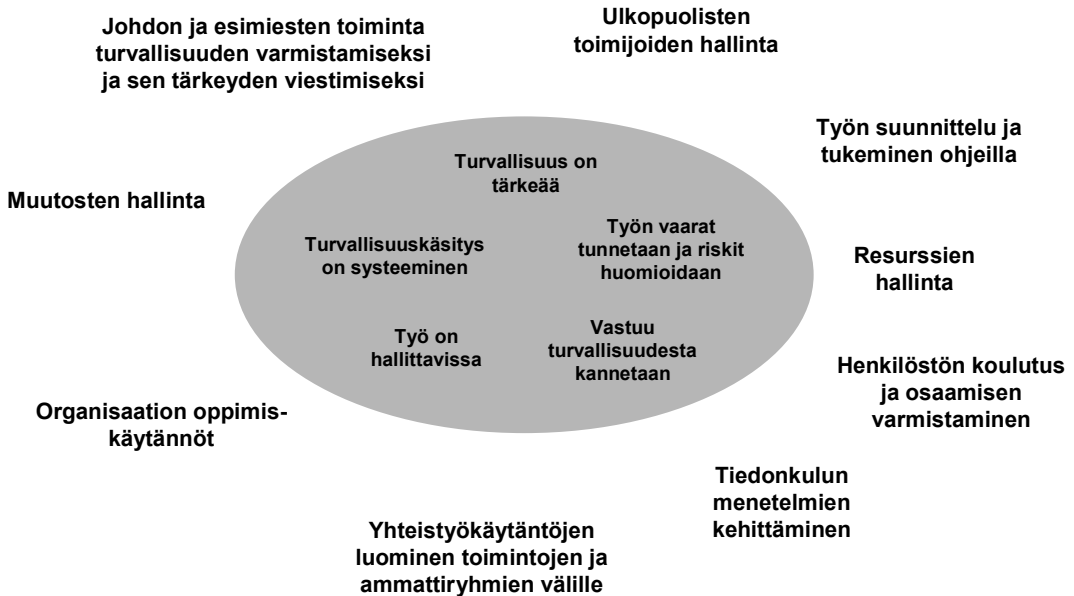 Johdon ja esimiesten toiminta
turvallisuuden varmistamiseksi
ja sen tärkeyden viestimiseksi
Ulkopuolisten
toimijoiden hallinta
Työn suunnittelu ja
tukeminen ohjeilla
Muutosten hallinta
Turvallisuus on
tärkeää
Turvallisuuskäsitys
on systeeminen
Työn vaarat
tunnetaan ja riskit
huomioidaan
Resurssien
hallinta
Työ on
hallittavissa
Vastuu
turvallisuudesta
kannetaan
Henkilöstön koulutus
ja osaamisen
varmistaminen
Organisaation oppimis-
käytännöt
Tiedonkulun
menetelmien
kehittäminen
Yhteistyökäytäntöjen
luominen toimintojen ja
ammattiryhmien välille